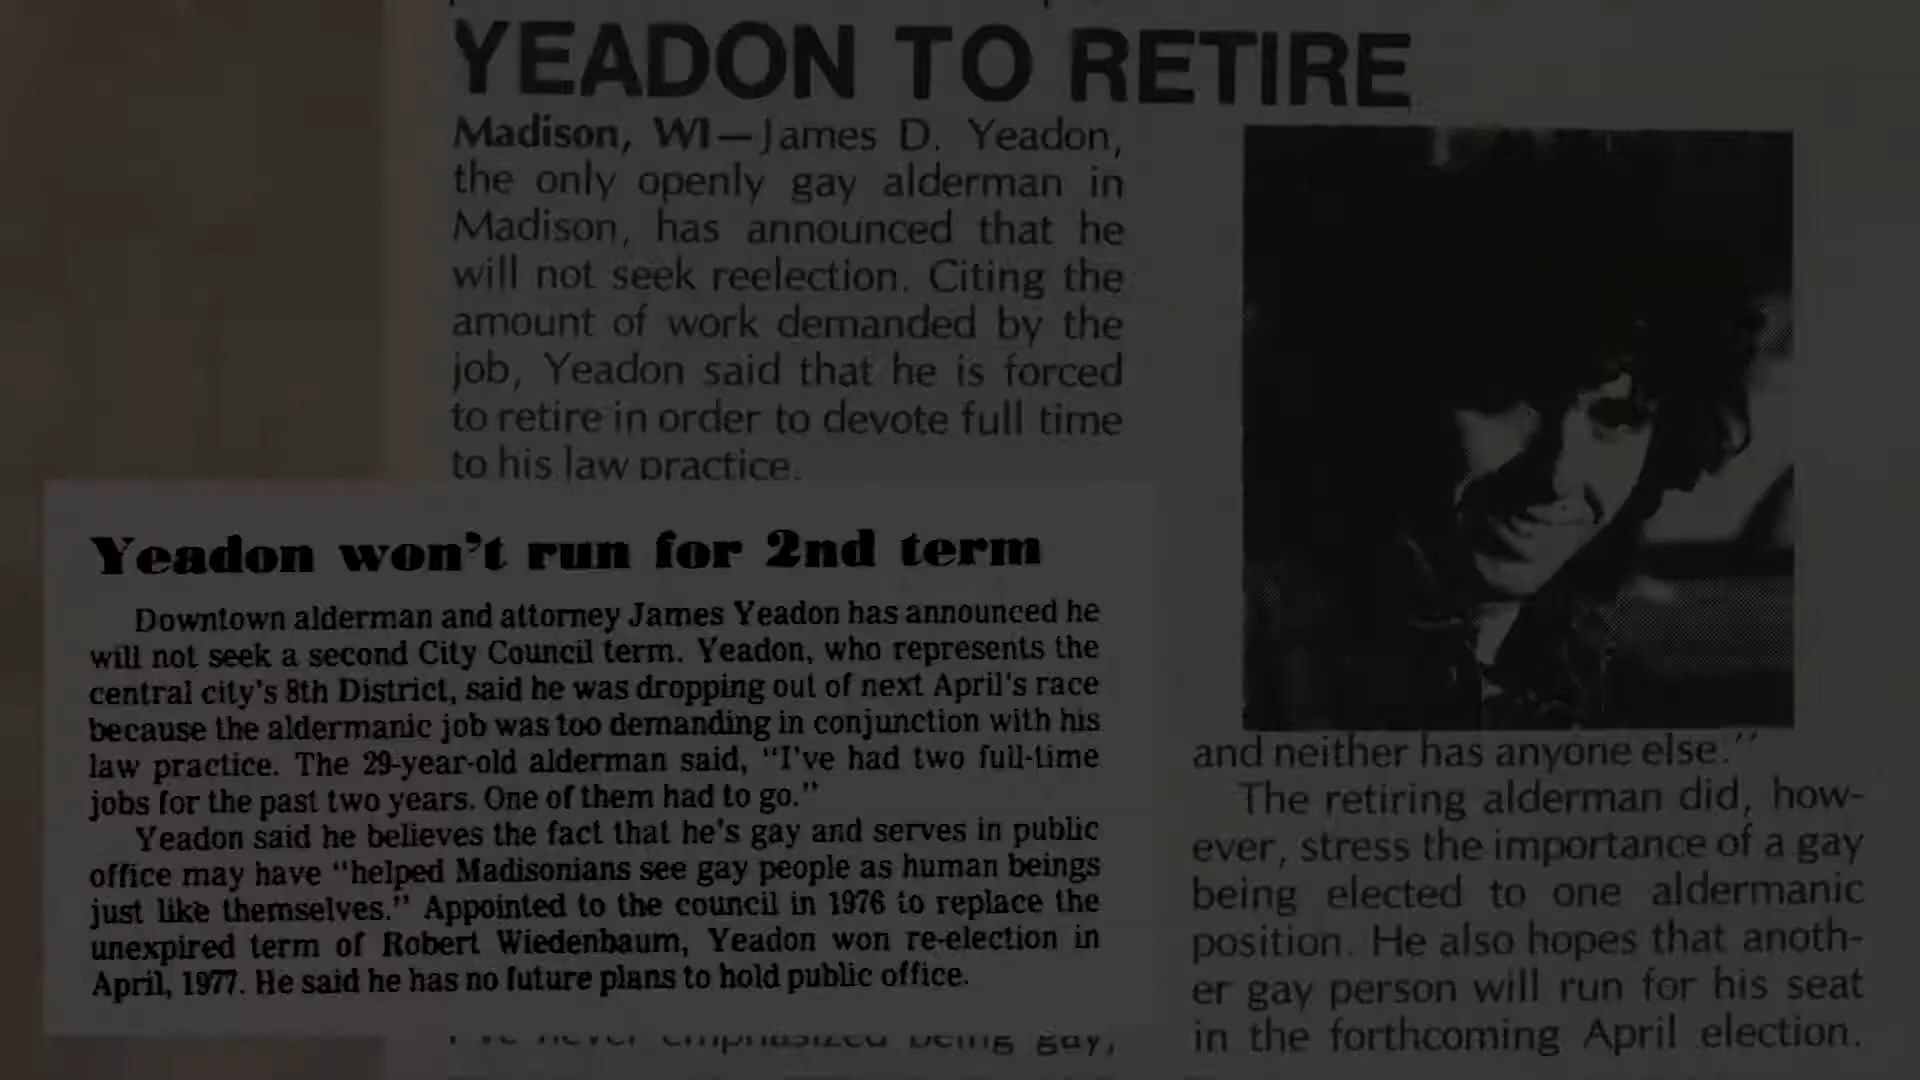 YEADON TO RETIRE
Madison, WI—James D. Yeadon,
the only openly gay alderman in
Madison, has announced that he
will not seek reelection. Citing the
amount of work demanded by the
job, Yeadon said that he is forced
to retire in order to devote full time
to his law practice.
Yeadon won't run for 2nd term
Downtown alderman and attorney James Yeadon has announced he
will not seek a second City Council term. Yeadon, who represents the
central city's 8th District, said he was dropping out of next April's race
because the aldermanic job was too demanding in conjunction with his
law practice. The 29-year-old alderman said, "I've had two full-time
jobs for the past two years. One of them had to go."
Yeadon said he believes the fact that he's gay and serves in public
office may have "helped Madisonians see gay people as human beings
just like themselves." Appointed to the council in 1976 to replace the
unexpired term of Robert Wiedenbaum, Yeadon won re-election in
April, 1977. He said he has no future plans to hold public office.
I've never emphasized being gay,
and neither has anyone else."
The retiring alderman did, how-
ever, stress the importance of a gay
being elected to one aldermanic
position. He also hopes that anoth-
er gay person will run for his seat
in the forthcoming April election.